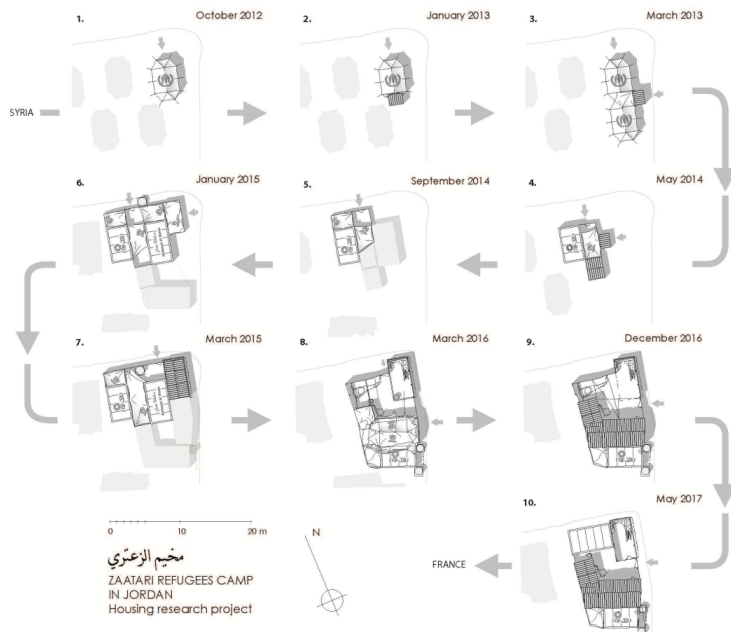 1. October 2012
2. January 2013
3. March 2013
SYRIA
6. January 2015
5. September 2014
4. May 2014
7. March 2015
8. March 2016
9. December 2016
10. May 2017
0 10 20 m
N
FRANCE
مخيم الزعتري
ZAATARI REFUGEES CAMP
IN JORDAN
Housing research project